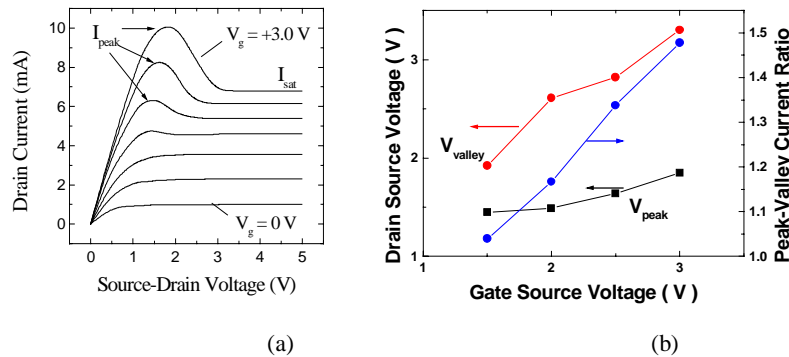 (a)
12
10
8
6
4
2
0
Drain Current (mA)
I_peak
V_g = +3.0 V
I_sat
V_g = 0 V
0 1 2 3 4 5
Source-Drain Voltage (V)
(b)
3
2
1
Drain Source Voltage ( V )
V_valley
V_peak
1.5
1.4
1.3
1.2
1.1
1.0
Peak-Valley Current Ratio
1 2 3
Gate Source Voltage ( V )
(a) (b)